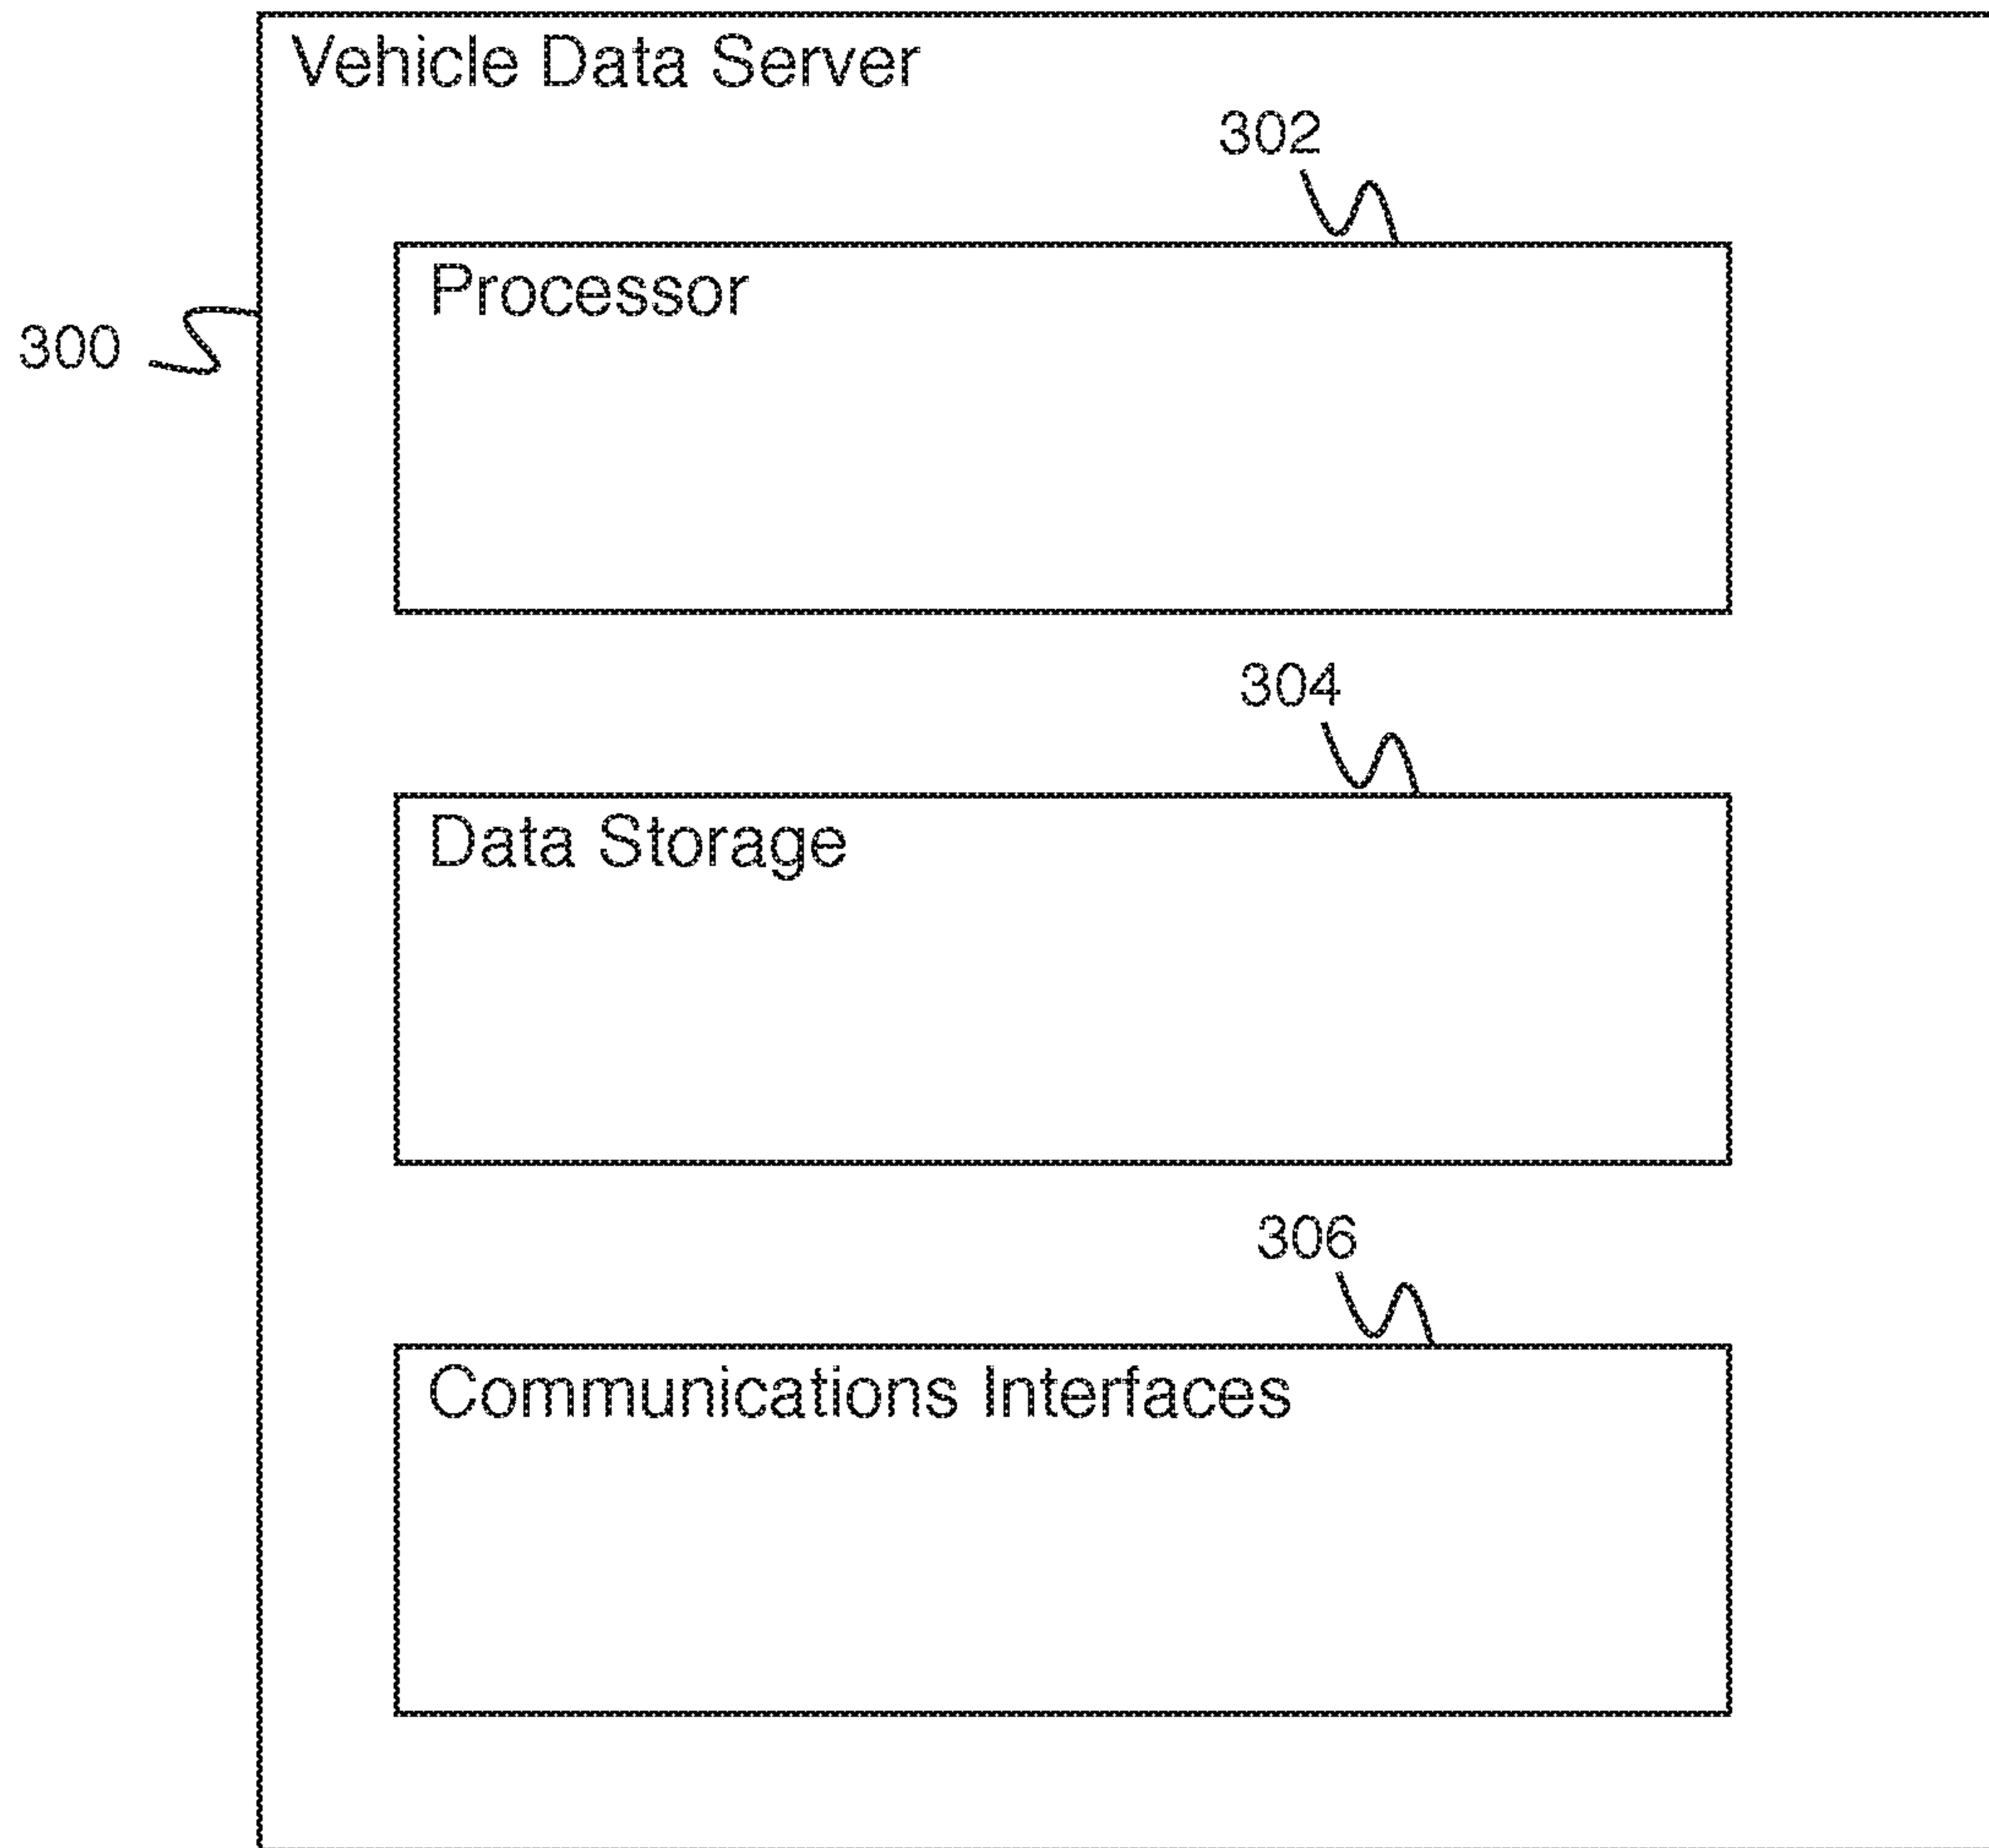 Vehicle Data Server
302
Processor
300
304
Data Storage
306
Communications Interfaces